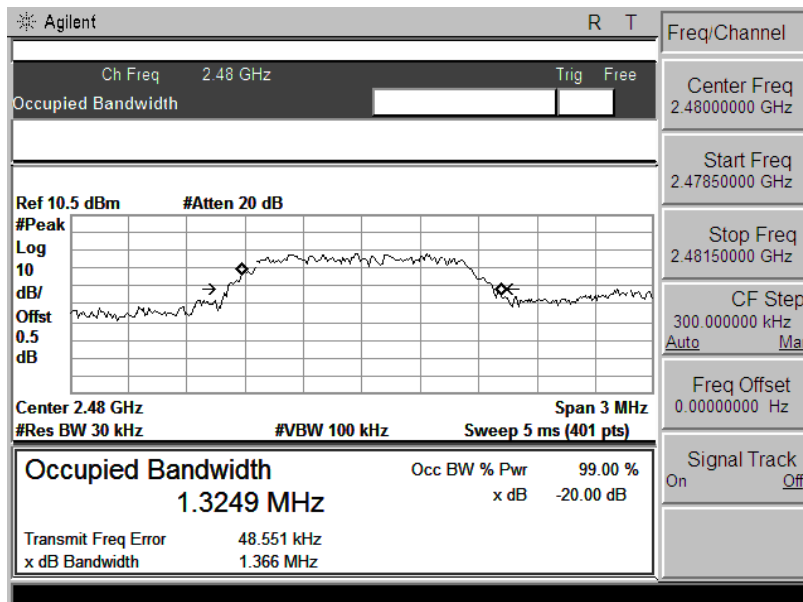 Agilent R T
Ch Freq 2.48 GHz Trig Free
Occupied Bandwidth
Ref 10.5 dBm #Atten 20 dB
#Peak
Log
10
dB/
Offst
0.5
dB
Center 2.48 GHz Span 3 MHz
#Res BW 30 kHz #VBW 100 kHz Sweep 5 ms (401 pts)
Occupied Bandwidth
1.3249 MHz
Occ BW % Pwr 99.00 %
x dB -20.00 dB
Transmit Freq Error 48.551 kHz
x dB Bandwidth 1.366 MHz
Freq/Channel
Center Freq
2.48000000 GHz
Start Freq
2.47850000 GHz
Stop Freq
2.48150000 GHz
CF Step
300.000000 kHz
Auto Ma
Freq Offset
0.00000000 Hz
Signal Track
On Off